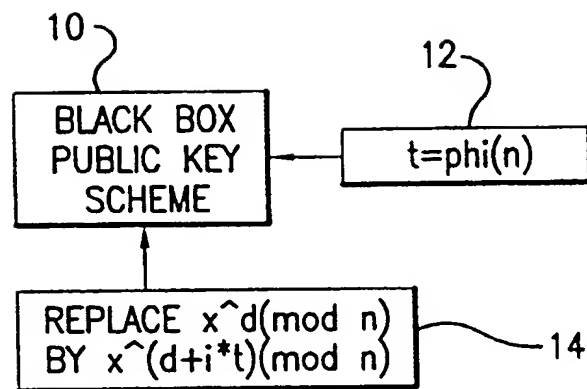 10
BLACK BOX
PUBLIC KEY
SCHEME
12
t=phi(n)
REPLACE x^d(mod n)
BY x^(d+i*t)(mod n)
14